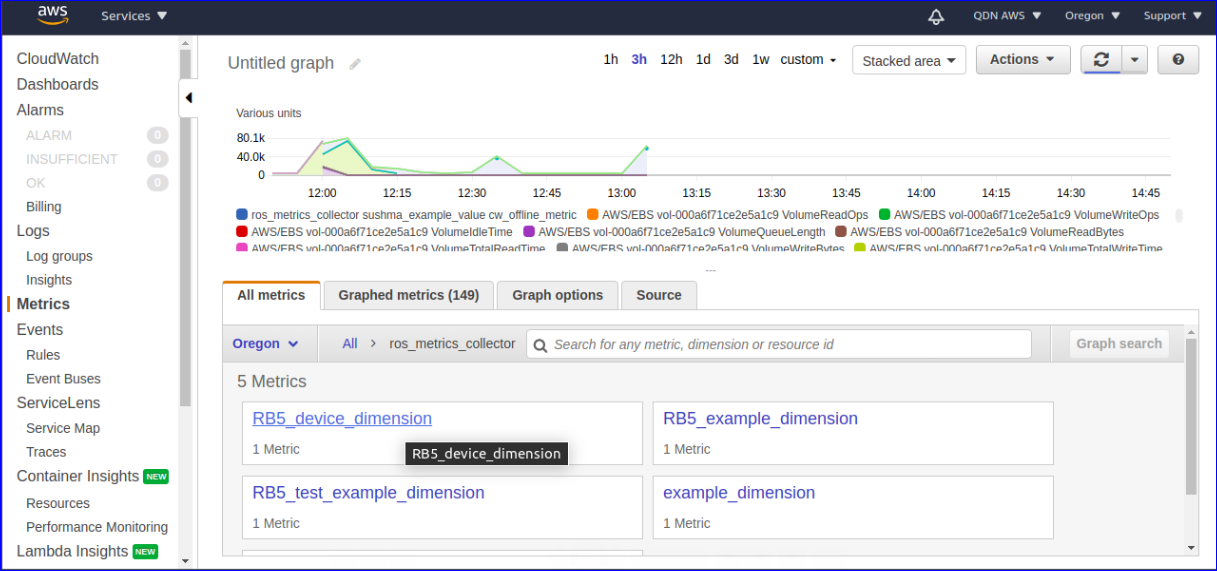 aws Services QDN AWS Oregon Support
CloudWatch
Dashboards
Alarms
ALARM 0
INSUFFICIENT 0
OK 0
Billing
Logs
Log groups
Insights
Metrics
Events
Rules
Event Buses
ServiceLens
Service Map
Traces
Container Insights NEW
Resources
Performance Monitoring
Lambda Insights NEW
Untitled graph 1h 3h 12h 1d 3d 1w custom Stacked area Actions ?
Various units
80.1k
40.0k
0
12:00 12:15 12:30 12:45 13:00 13:15 13:30 13:45 14:00 14:15 14:30 14:45
ros_metrics_collector sushma_example_value cw_offline_metric AWS/EBS vol-000a6f71ce2e5a1c9 VolumeReadOps AWS/EBS vol-000a6f71ce2e5a1c9 VolumeWriteOps
AWS/EBS vol-000a6f71ce2e5a1c9 VolumeIdleTime AWS/EBS vol-000a6f71ce2e5a1c9 VolumeQueueLength AWS/EBS vol-000a6f71ce2e5a1c9 VolumeReadBytes
AWS/EBS vol-000a6f71ce2e5a1c9 VolumeTotalReadTime AWS/EBS vol-000a6f71ce2e5a1c9 VolumeWriteBytes AWS/EBS vol-000a6f71ce2e5a1c9 VolumeTotalWriteTime
All metrics Graphed metrics (149) Graph options Source
Oregon All > ros_metrics_collector Search for any metric, dimension or resource id Graph search
5 Metrics
RB5_device_dimension RB5_example_dimension
1 Metric RB5_device_dimension 1 Metric
RB5_test_example_dimension example_dimension
1 Metric 1 Metric